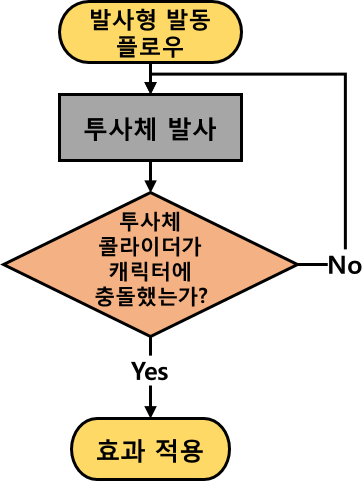 발사형 발동
플로우
투사체 발사
투사체
콜라이더가
캐릭터에
충돌했는가?
No
Yes
효과 적용